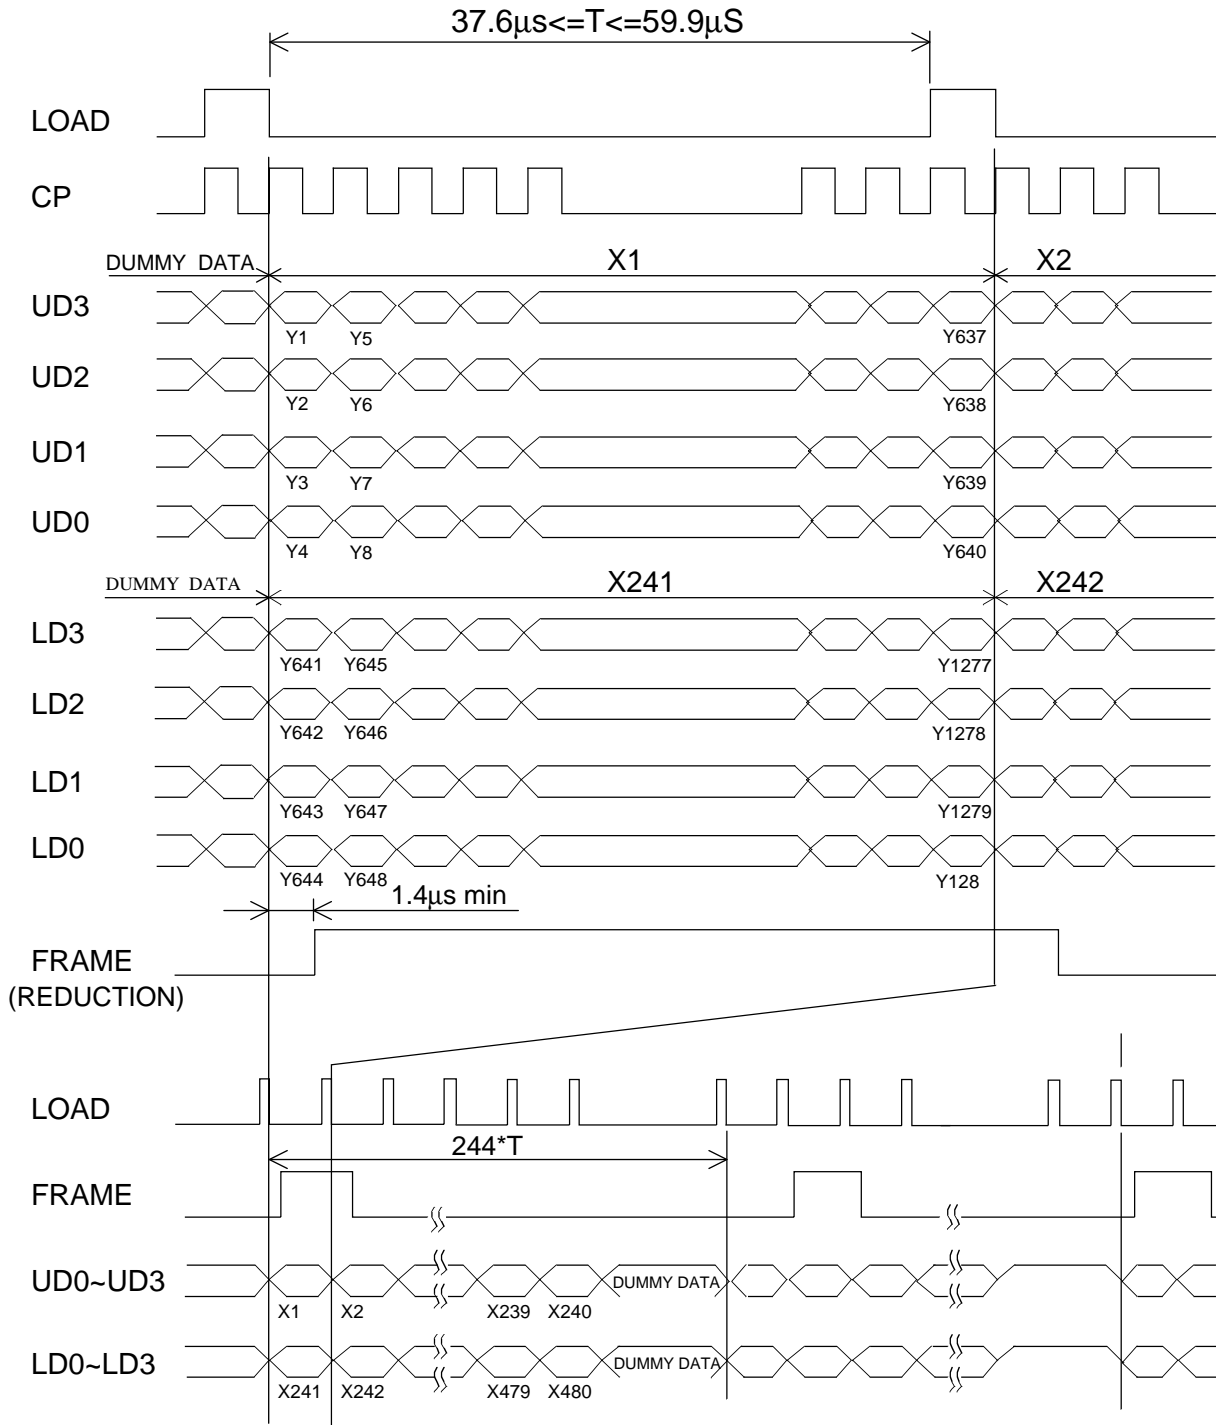 37.6μs<=T<=59.9μS
LOAD
CP
DUMMY DATA X1 X2
UD3
Y1 Y5 Y637
UD2
Y2 Y6 Y638
UD1
Y3 Y7 Y639
UD0
Y4 Y8 Y640
DUMMY DATA X241 X242
LD3
Y641 Y645 Y1277
LD2
Y642 Y646 Y1278
LD1
Y643 Y647 Y1279
LD0
Y644 Y648 Y128
1.4μs min
FRAME
(REDUCTION)
LOAD
244*T
FRAME
UD0~UD3 DUMMY DATA
X1 X2 X239 X240
LD0~LD3 DUMMY DATA
X241 X242 X479 X480